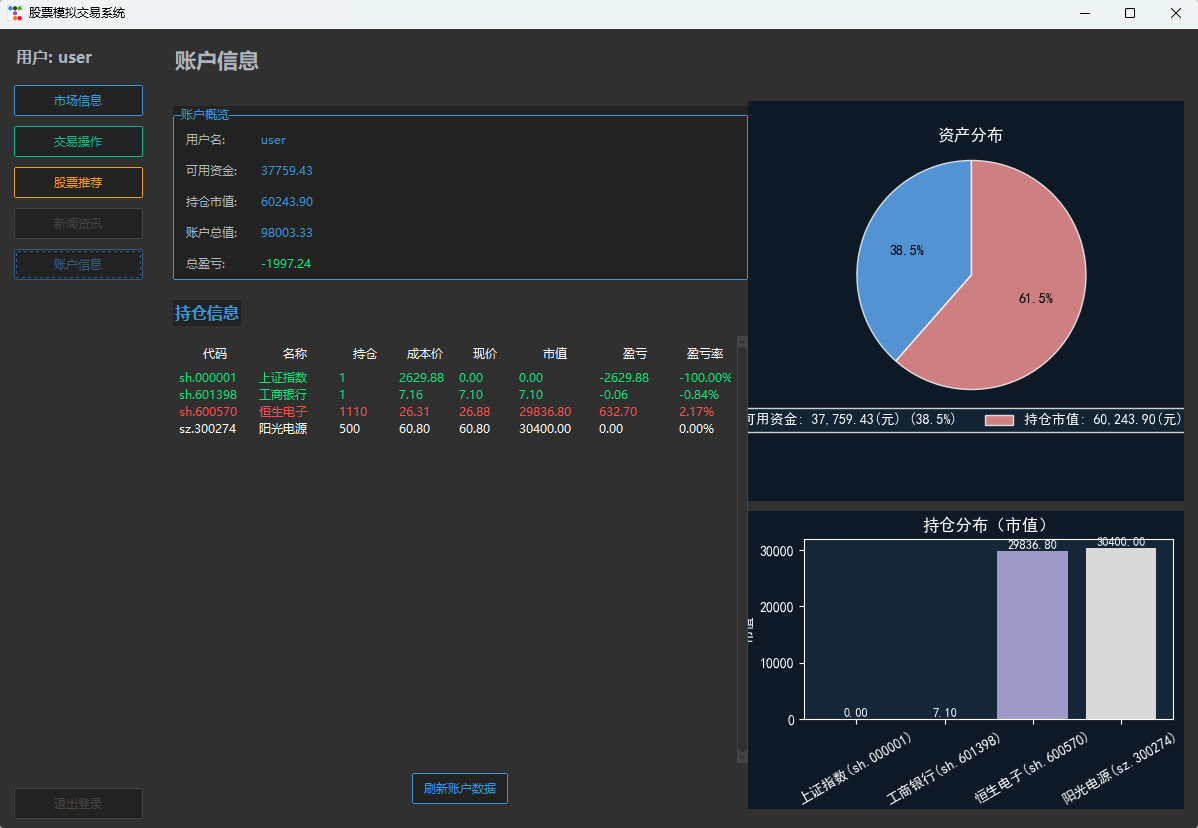 股票模拟交易系统
用户: user
市场信息
交易操作
股票推荐
新闻资讯
账户信息
退出登录
账户信息
账户概览
用户名: user
可用资金: 37759.43
持仓市值: 60243.90
账户总值: 98003.33
总盈亏: -1997.24
持仓信息
代码 名称 持仓 成本价 现价 市值 盈亏 盈亏率
sh.000001 上证指数 1 2629.88 0.00 0.00 -2629.88 -100.00%
sh.601398 工商银行 1 7.16 7.10 7.10 -0.06 -0.84%
sh.600570 恒生电子 1110 26.31 26.88 29836.80 632.70 2.17%
sz.300274 阳光电源 500 60.80 60.80 30400.00 0.00 0.00%
刷新账户数据
资产分布
38.5%
61.5%
可用资金: 37,759.43(元) (38.5%) 持仓市值: 60,243.90(元)
持仓分布（市值）
30000
20000
10000
0
0.00
7.10
29836.80
30400.00
上证指数(sh.000001)
工商银行(sh.601398)
恒生电子(sh.600570)
阳光电源(sz.300274)